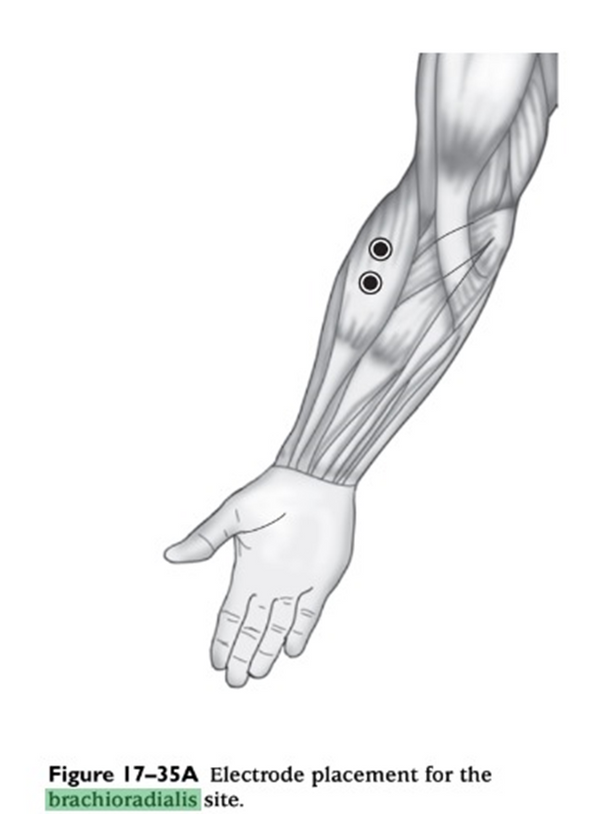 Figure 17–35A Electrode placement for the
brachioradialis site.